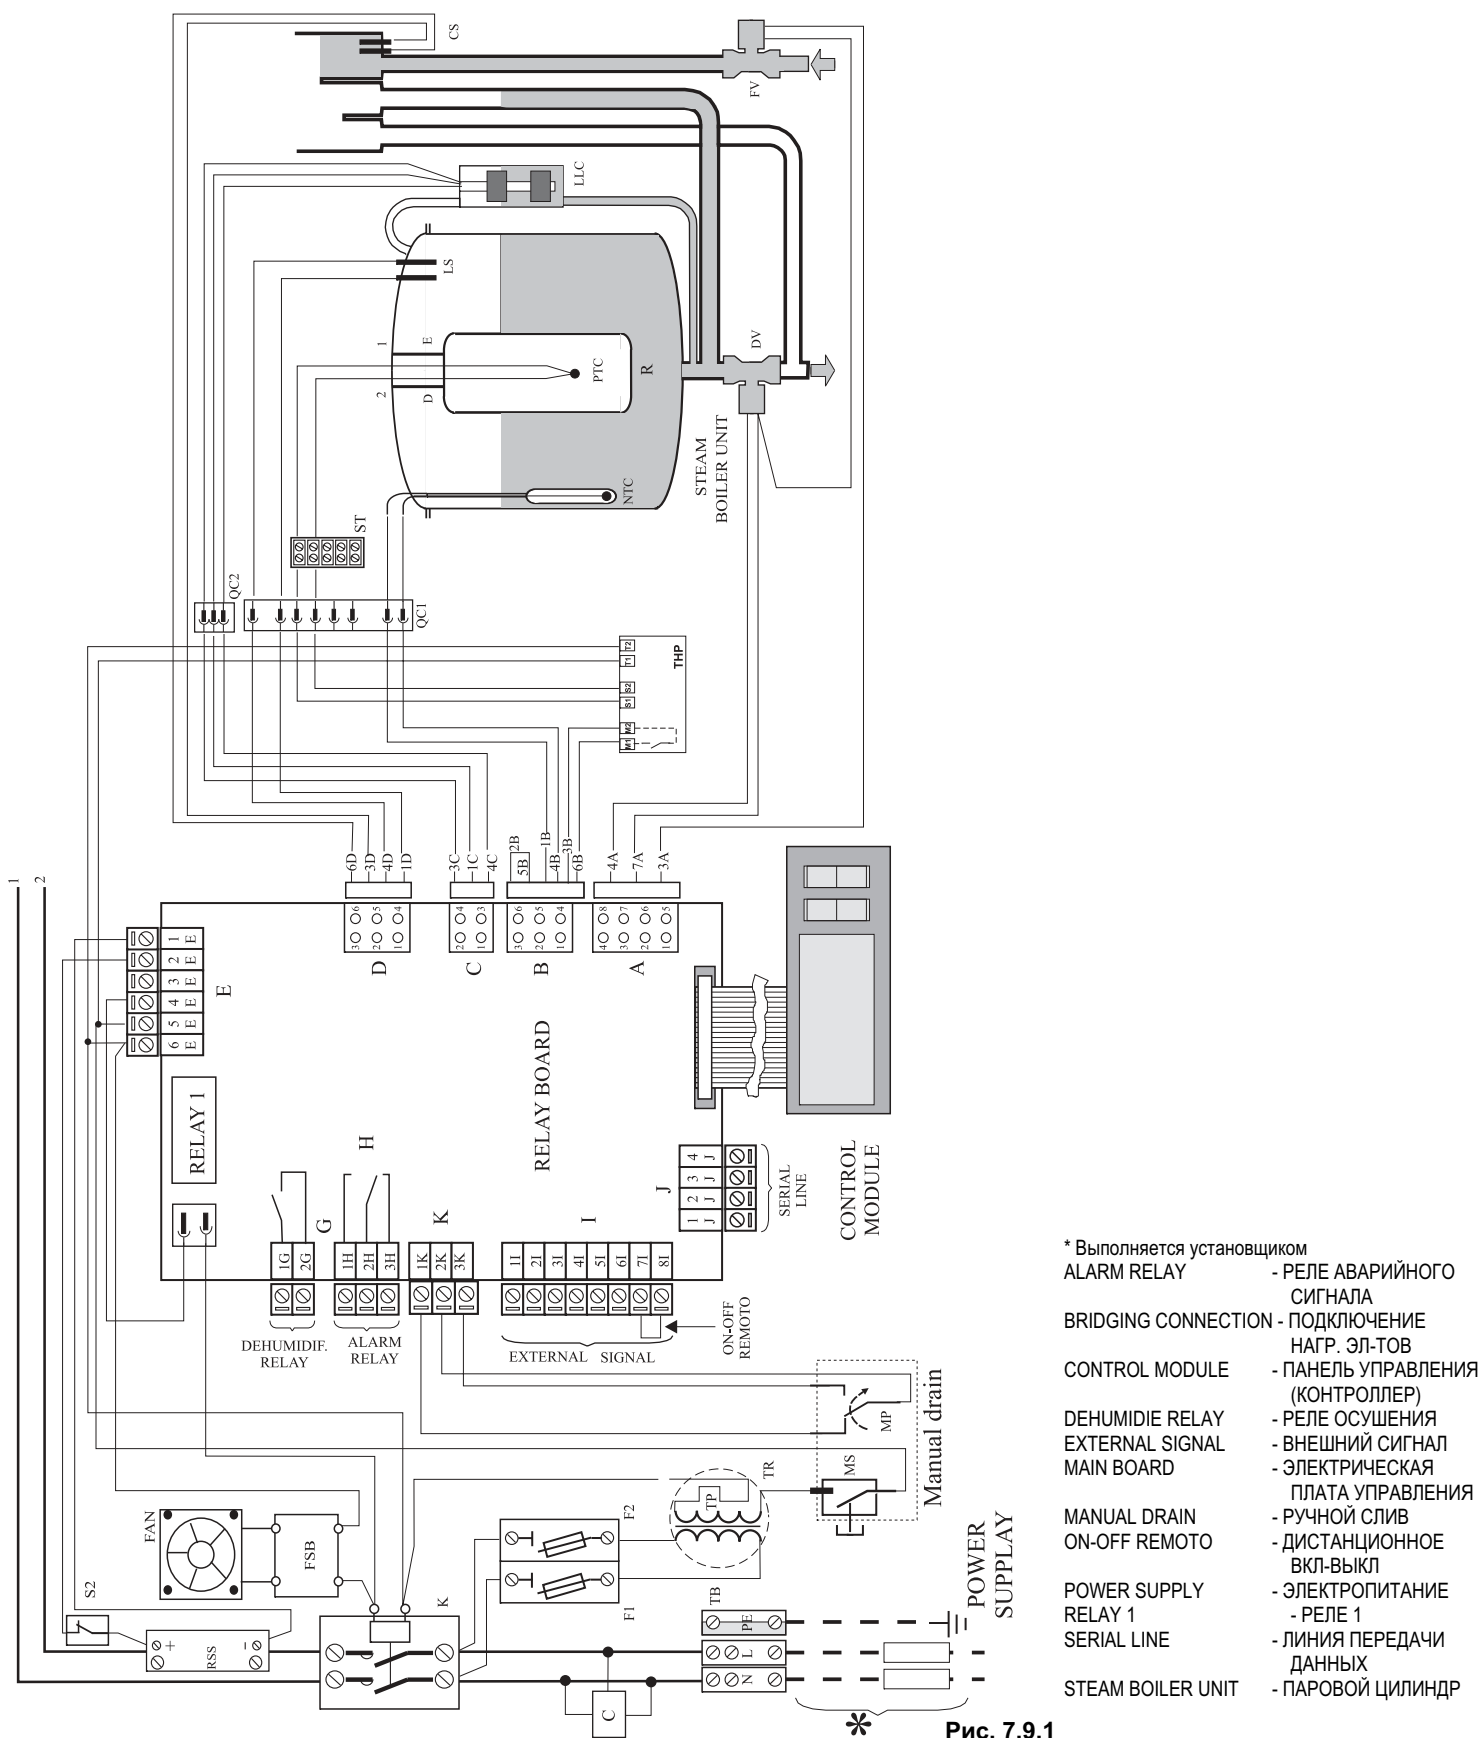 CS
FV
LLC
LS
1
2
E
D
PTC
R
DV
STEAM
BOILER UNIT
NTC
ST
QC2
QC1
T2
T1
S2
S1
M2
M1
THP
1
2
6D
3D
4D
1D
3C
1C
4C
2B
5B
1B
4B
3B
6B
4A
7A
3A
3 6
2 5
1 4
D
2 4
1 3
C
3 6
2 5
1 4
B
4 8
3 7
2 6
1 5
A
1 E
2 E
3 E
4 E
5 E
6 E
E
RELAY 1
RELAY BOARD
H
G
K
I
J
1G
2G
1H
2H
3H
1K
2K
3K
1I
2I
3I
4I
5I
6I
7I
8I
1 J
2 J
3 J
4 J
SERIAL
LINE
CONTROL
MODULE
DEHUMIDIF.
RELAY
ALARM
RELAY
EXTERNAL SIGNAL
ON-OFF
REMOTO
MP
MS
Manual drain
FAN
FSB
S2
+
-
RSS
K
F2
F1
TP
TR
TB
PE
L
N
C
POWER
SUPPLAY
*
Рис. 7.9.1
* Выполняется установщиком
ALARM RELAY - РЕЛЕ АВАРИЙНОГО
СИГНАЛА
BRIDGING CONNECTION - ПОДКЛЮЧЕНИЕ
НАГР. ЭЛ-ТОВ
CONTROL MODULE - ПАНЕЛЬ УПРАВЛЕНИЯ
(КОНТРОЛЛЕР)
DEHUMIDIE RELAY - РЕЛЕ ОСУШЕНИЯ
EXTERNAL SIGNAL - ВНЕШНИЙ СИГНАЛ
MAIN BOARD - ЭЛЕКТРИЧЕСКАЯ
ПЛАТА УПРАВЛЕНИЯ
MANUAL DRAIN - РУЧНОЙ СЛИВ
ON-OFF REMOTO - ДИСТАНЦИОННОЕ
ВКЛ-ВЫКЛ
POWER SUPPLY - ЭЛЕКТРОПИТАНИЕ
RELAY 1 - РЕЛЕ 1
SERIAL LINE - ЛИНИЯ ПЕРЕДАЧИ
ДАННЫХ
STEAM BOILER UNIT - ПАРОВОЙ ЦИЛИНДР